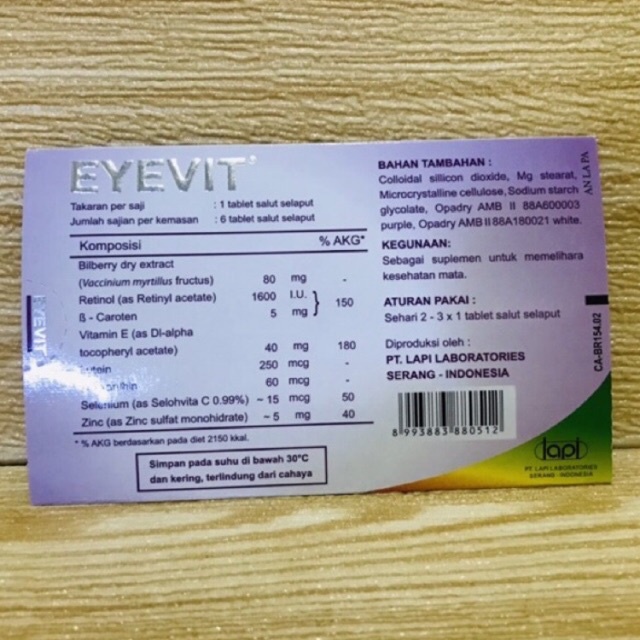 EYEVIT®
Takaran per saji : 1 tablet salut selaput
Jumlah sajian per kemasan : 6 tablet salut selaput
Komposisi % AKG*
Bilberry dry extract
(Vaccinium myrtillus fructus) 80 mg -
Retinol (as Retinyl acetate) 1600 I.U. } 150
ß - Caroten 5 mg
Vitamin E (as Dl-alpha
tocopheryl acetate) 40 mg 180
250 mcg -
60 mcg -
Selenium (as Selohvita C 0.99%) ~ 15 mcg 50
Zinc (as Zinc sulfat monohidrate) ~ 5 mg 40
* % AKG berdasarkan pada diet 2150 kkal.
Simpan pada suhu di bawah 30°C
dan kering, terlindung dari cahaya
BAHAN TAMBAHAN :
Colloidal sillicon dioxide, Mg stearat,
Microcrystalline cellulose, Sodium starch
glycolate, Opadry AMB II 88A600003
purple, Opadry AMB II 88A180021 white.
KEGUNAAN:
Sebagai suplemen untuk memelihara
kesehatan mata.
ATURAN PAKAI :
Sehari 2 - 3 x 1 tablet salut selaput
Diproduksi oleh :
PT. LAPI LABORATORIES
SERANG - INDONESIA
8 993883 880512
lapi
PT. LAPI LABORATORIES
SERANG - INDONESIA
AN LA PA
CA-BR154.02
EYEVIT